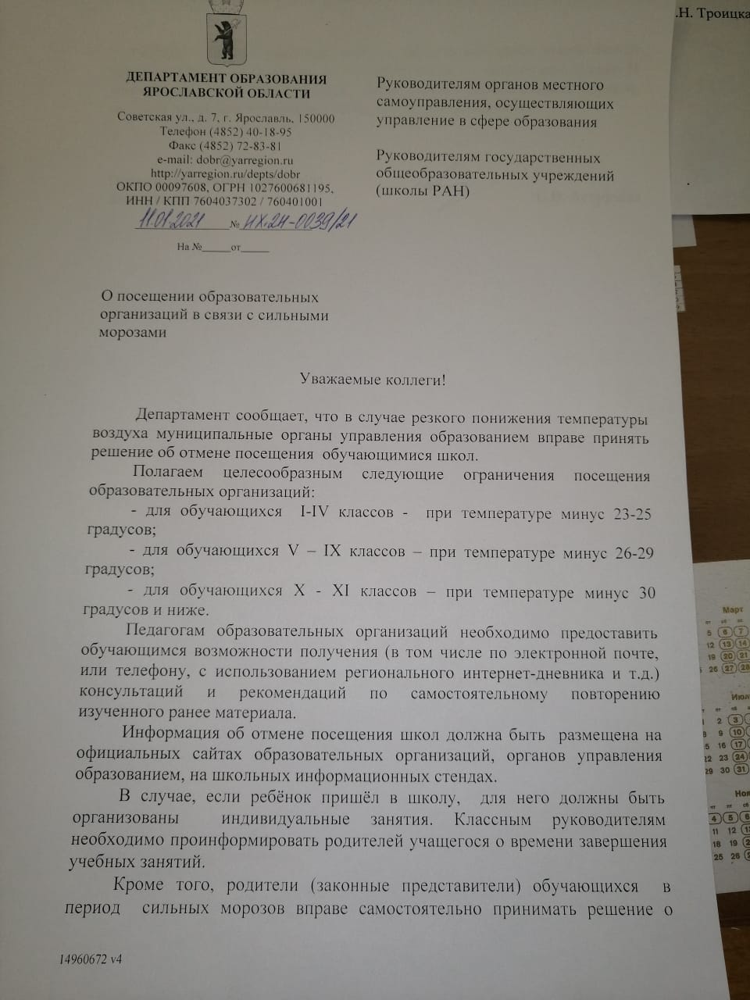 ДЕПАРТАМЕНТ ОБРАЗОВАНИЯ
ЯРОСЛАВСКОЙ ОБЛАСТИ
Советская ул., д. 7, г. Ярославль, 150000
Телефон (4852) 40-18-95
Факс (4852) 72-83-81
e-mail: dobr@yarregion.ru
http://yarregion.ru/depts/dobr
ОКПО 00097608, ОГРН 1027600681195,
ИНН / КПП 7604037302 / 760401001
11.01.2021 № ИХ.24-0039/21
На №_____от_____
Руководителям органов местного
самоуправления, осуществляющих
управление в сфере образования
Руководителям государственных
общеобразовательных учреждений
(школы РАН)
О посещении образовательных
организаций в связи с сильными
морозами
Уважаемые коллеги!
Департамент сообщает, что в случае резкого понижения температуры
воздуха муниципальные органы управления образованием вправе принять
решение об отмене посещения обучающимися школ.
Полагаем целесообразным следующие ограничения посещения
образовательных организаций:
- для обучающихся I-IV классов - при температуре минус 23-25
градусов;
- для обучающихся V – IX классов – при температуре минус 26-29
градусов;
- для обучающихся X - XI классов – при температуре минус 30
градусов и ниже.
Педагогам образовательных организаций необходимо предоставить
обучающимся возможности получения (в том числе по электронной почте,
или телефону, с использованием регионального интернет-дневника и т.д.)
консультаций и рекомендаций по самостоятельному повторению
изученного ранее материала.
Информация об отмене посещения школ должна быть размещена на
официальных сайтах образовательных организаций, органов управления
образованием, на школьных информационных стендах.
В случае, если ребёнок пришёл в школу, для него должны быть
организованы индивидуальные занятия. Классным руководителям
необходимо проинформировать родителей учащегося о времени завершения
учебных занятий.
Кроме того, родители (законные представители) обучающихся в
период сильных морозов вправе самостоятельно принимать решение о
14960672 v4
.Н. Троицка
Март
пт сб вс
5 6 7
12 13 14
19 20 21
26 27 28
Июл
пт сб
2 3
9 10
16 17
22 23 24
29 30 31
Ноя
пт сб
4 5 6
11 12
18 19
25 26